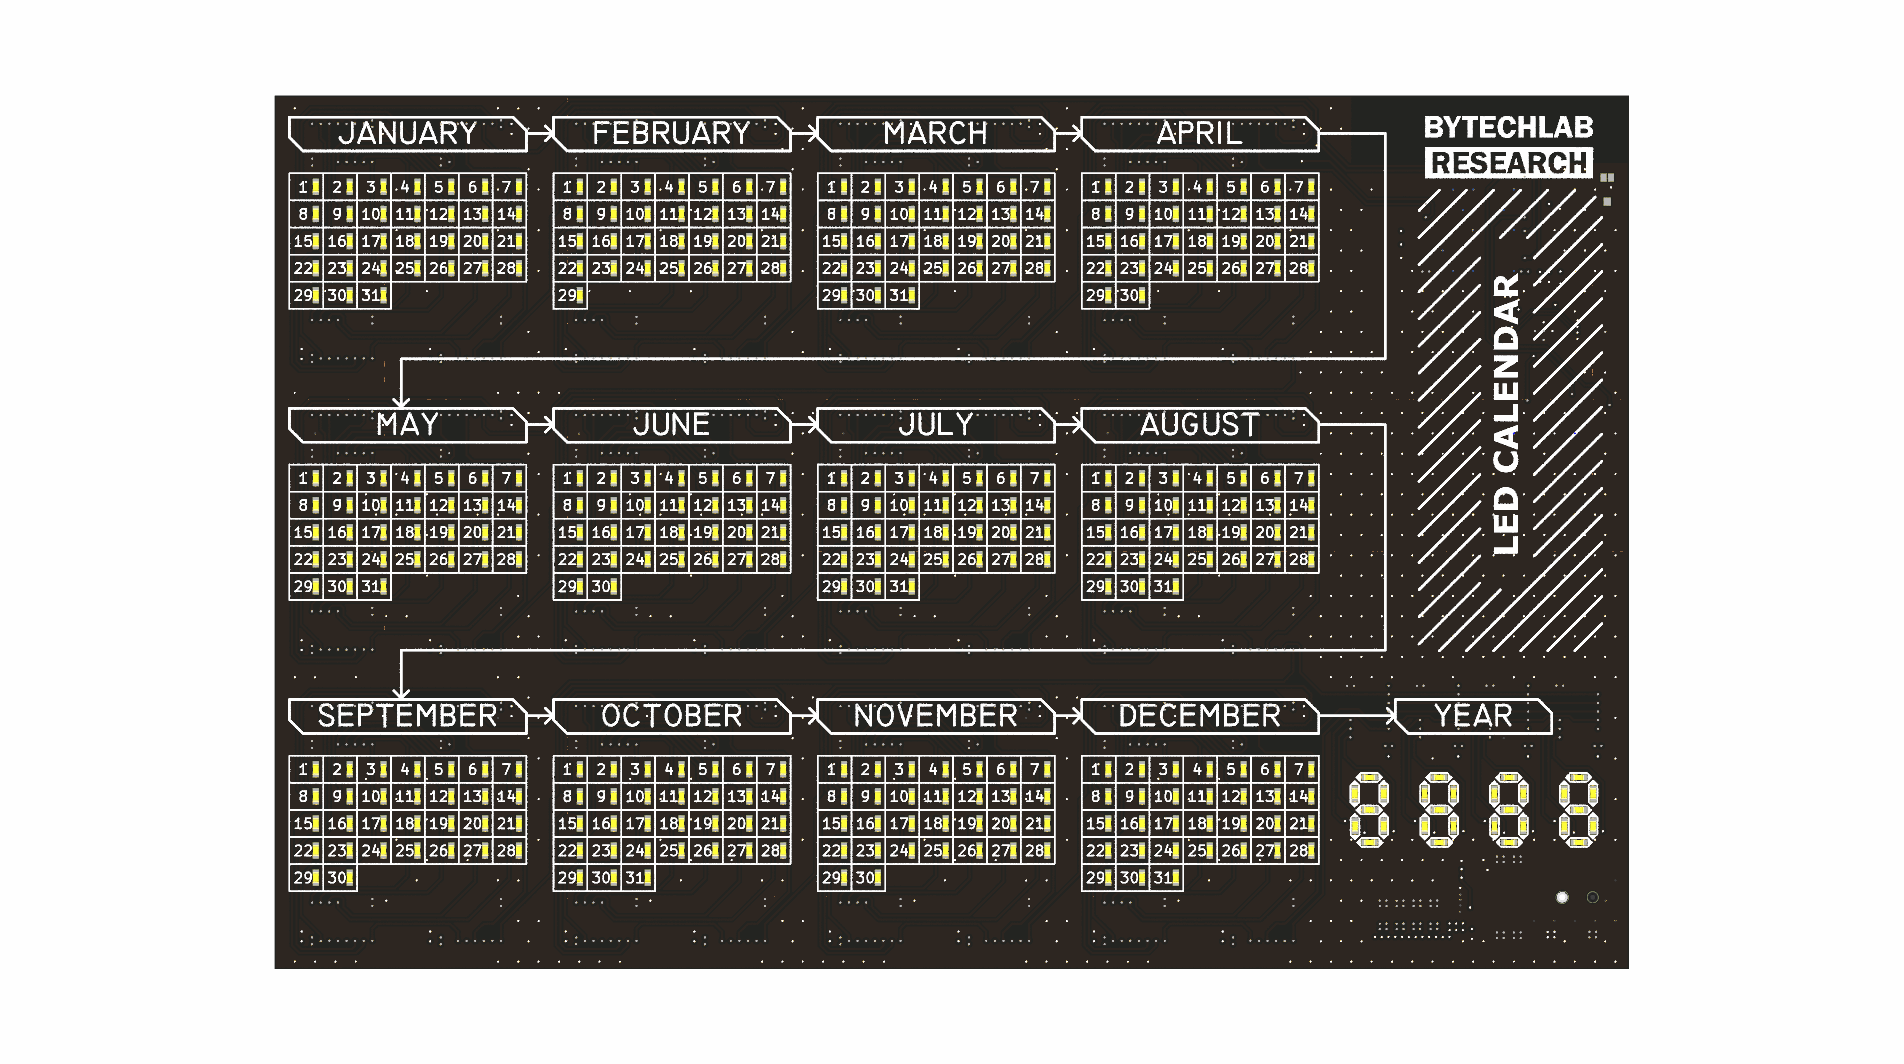 JANUARY FEBRUARY MARCH APRIL
BYTECHLAB
RESEARCH
1 2 3 4 5 6 7 1 2 3 4 5 6 7 1 2 3 4 5 6 7 1 2 3 4 5 6 7
8 9 10 11 12 13 14 8 9 10 11 12 13 14 8 9 10 11 12 13 14 8 9 10 11 12 13 14
15 16 17 18 19 20 21 15 16 17 18 19 20 21 15 16 17 18 19 20 21 15 16 17 18 19 20 21
22 23 24 25 26 27 28 22 23 24 25 26 27 28 22 23 24 25 26 27 28 22 23 24 25 26 27 28
29 30 31 29 29 30 31 29 30
LED CALENDAR
MAY JUNE JULY AUGUST
1 2 3 4 5 6 7 1 2 3 4 5 6 7 1 2 3 4 5 6 7 1 2 3 4 5 6 7
8 9 10 11 12 13 14 8 9 10 11 12 13 14 8 9 10 11 12 13 14 8 9 10 11 12 13 14
15 16 17 18 19 20 21 15 16 17 18 19 20 21 15 16 17 18 19 20 21 15 16 17 18 19 20 21
22 23 24 25 26 27 28 22 23 24 25 26 27 28 22 23 24 25 26 27 28 22 23 24 25 26 27 28
29 30 31 29 30 29 30 31 29 30 31
SEPTEMBER OCTOBER NOVEMBER DECEMBER YEAR
1 2 3 4 5 6 7 1 2 3 4 5 6 7 1 2 3 4 5 6 7 1 2 3 4 5 6 7
8 9 10 11 12 13 14 8 9 10 11 12 13 14 8 9 10 11 12 13 14 8 9 10 11 12 13 14
15 16 17 18 19 20 21 15 16 17 18 19 20 21 15 16 17 18 19 20 21 15 16 17 18 19 20 21
22 23 24 25 26 27 28 22 23 24 25 26 27 28 22 23 24 25 26 27 28 22 23 24 25 26 27 28
29 30 29 30 31 29 30 29 30 31
8888